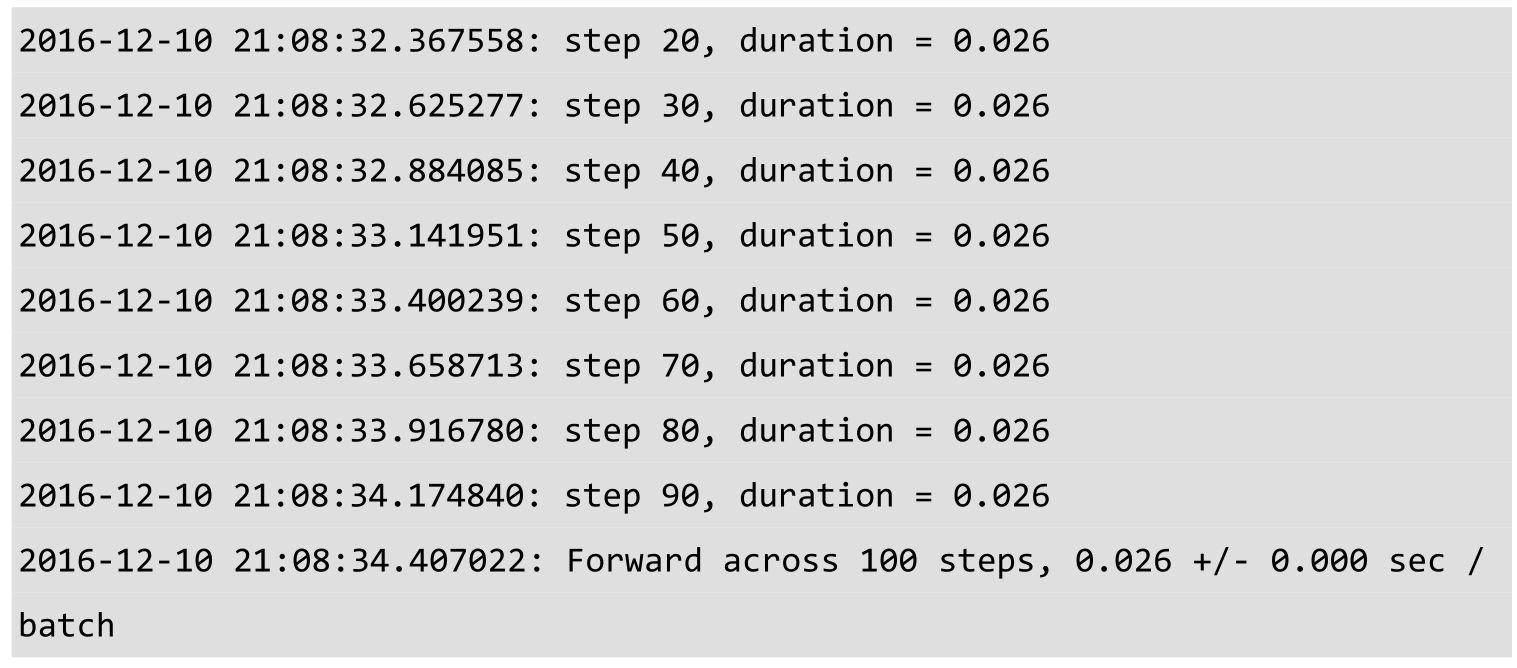 2016-12-10 21:08:32.367558: step 20, duration = 0.026
2016-12-10 21:08:32.625277: step 30, duration = 0.026
2016-12-10 21:08:32.884085: step 40, duration = 0.026
2016-12-10 21:08:33.141951: step 50, duration = 0.026
2016-12-10 21:08:33.400239: step 60, duration = 0.026
2016-12-10 21:08:33.658713: step 70, duration = 0.026
2016-12-10 21:08:33.916780: step 80, duration = 0.026
2016-12-10 21:08:34.174840: step 90, duration = 0.026
2016-12-10 21:08:34.407022: Forward across 100 steps, 0.026 +/- 0.000 sec /
batch